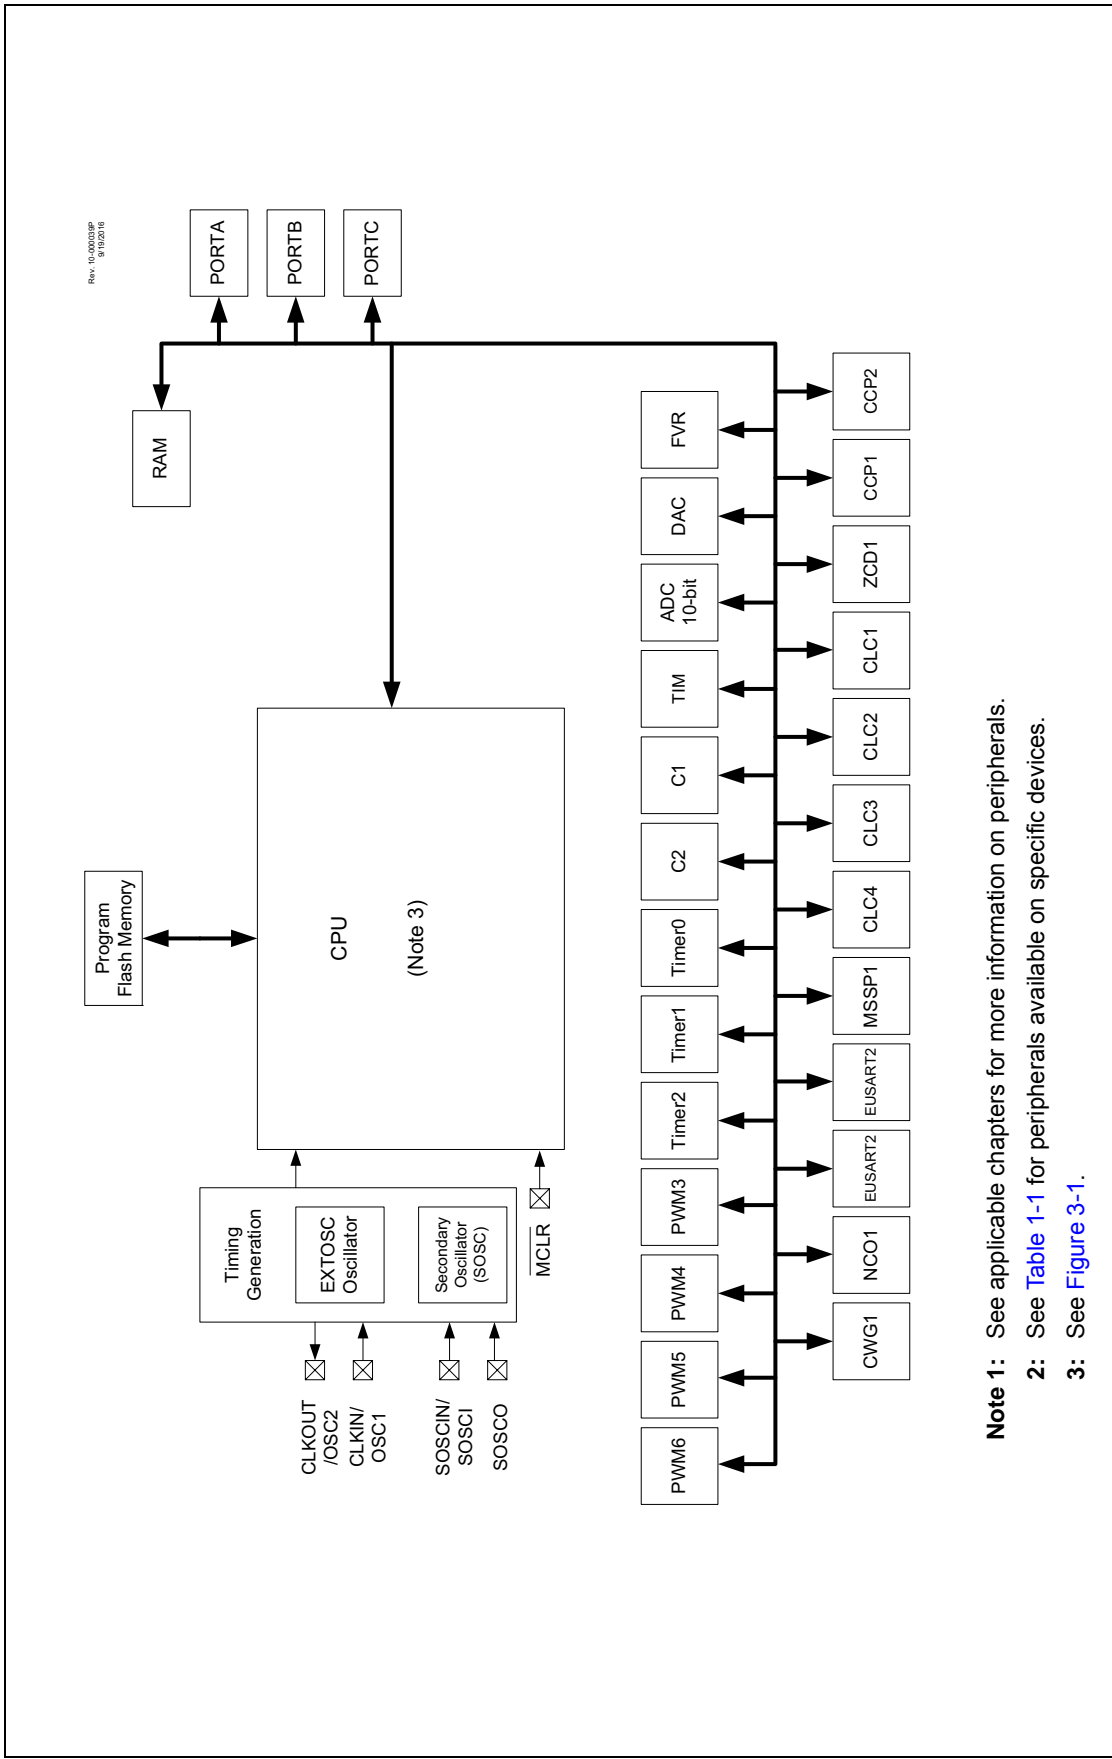 Rev. 10-000039P
9/19/2016
Program
Flash Memory
RAM
PORTA
PORTB
PORTC
Timing
Generation
EXTOSC
Oscillator
Secondary
Oscillator
(SOSC)
CLKOUT
/OSC2
CLKIN/
OSC1
SOSCIN/
SOSCI
SOSCO
MCLR
CPU
(Note 3)
PWM6
PWM5
PWM4
PWM3
Timer2
Timer1
Timer0
C2
C1
TIM
ADC
10-bit
DAC
FVR
CWG1
NCO1
EUSART2
EUSART2
MSSP1
CLC4
CLC3
CLC2
CLC1
ZCD1
CCP1
CCP2
Note 1: See applicable chapters for more information on peripherals.
2: See Table 1-1 for peripherals available on specific devices.
3: See Figure 3-1.